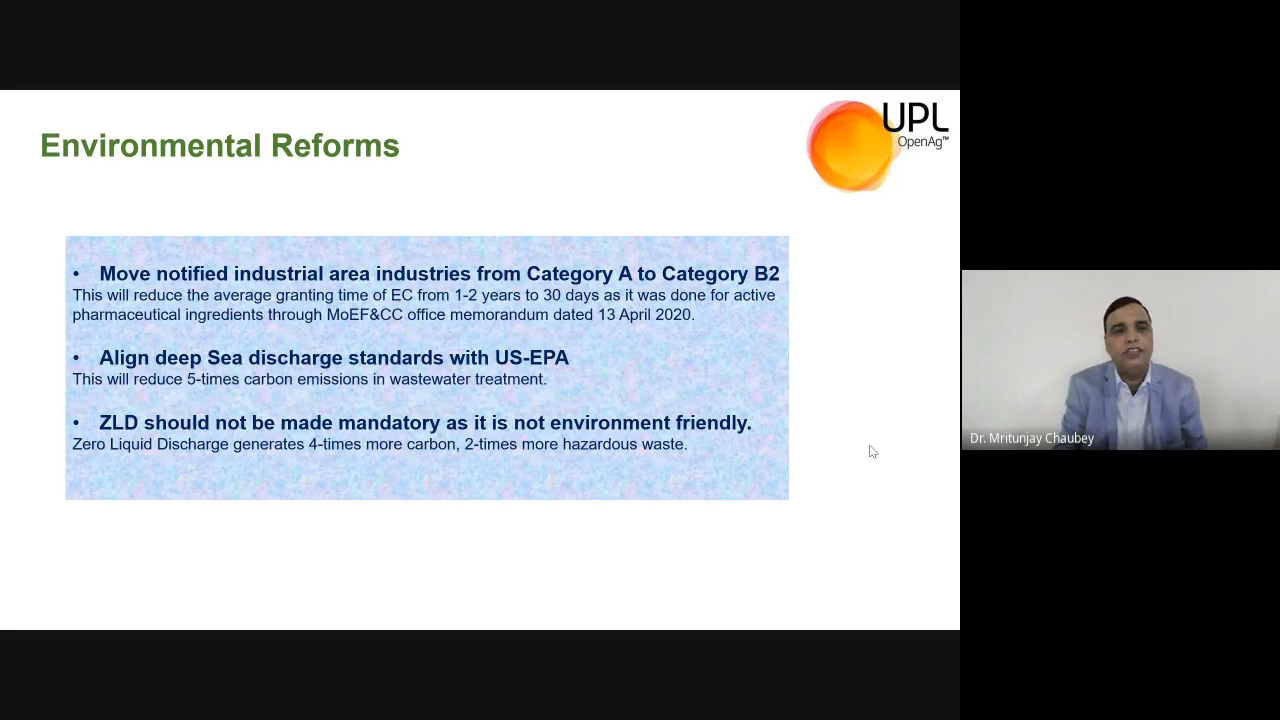 Environmental Reforms
UPL
OpenAg™
• Move notified industrial area industries from Category A to Category B2
This will reduce the average granting time of EC from 1-2 years to 30 days as it was done for active
pharmaceutical ingredients through MoEF&CC office memorandum dated 13 April 2020.
• Align deep Sea discharge standards with US-EPA
This will reduce 5-times carbon emissions in wastewater treatment.
• ZLD should not be made mandatory as it is not environment friendly.
Zero Liquid Discharge generates 4-times more carbon, 2-times more hazardous waste.
Dr. Mritunjay Chaubey